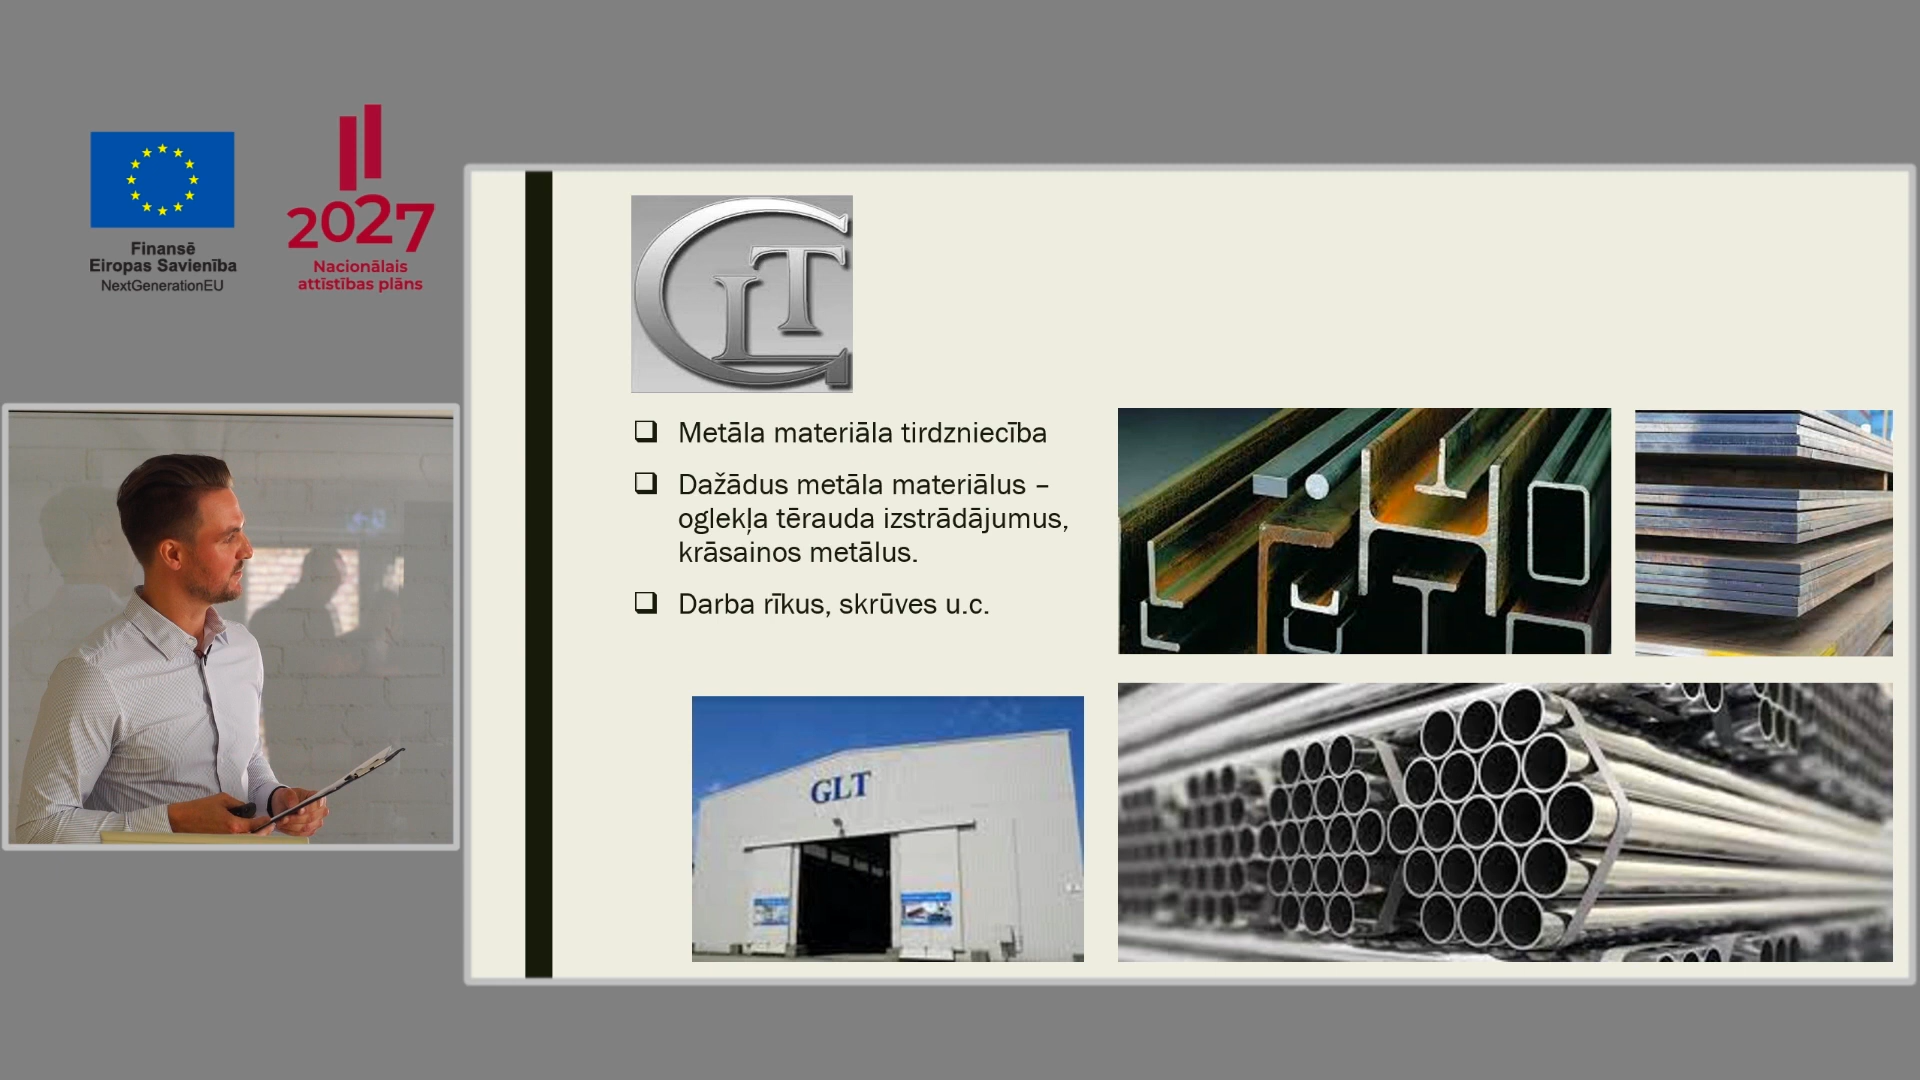 Finansē
Eiropas Savienība
NextGenerationEU
2027
Nacionālais
attīstības plāns
GLT
Metāla materiāla tirdzniecība
Dažādus metāla materiālus –
oglekļa tērauda izstrādājumus,
krāsainos metālus.
Darba rīkus, skrūves u.c.
GLT